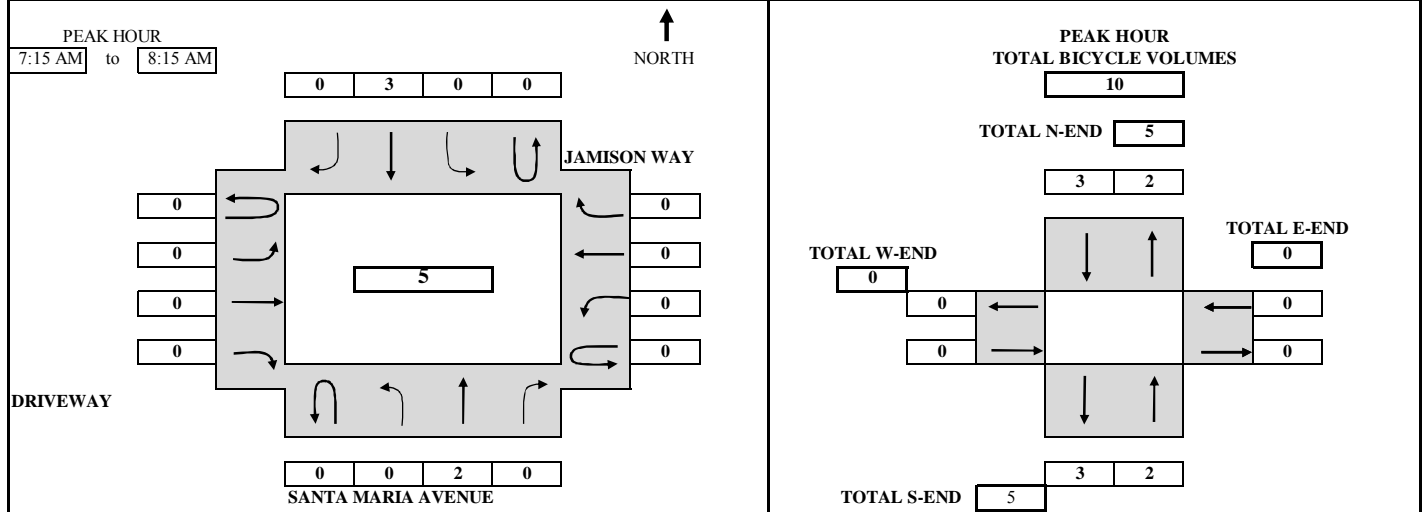 PEAK HOUR
7:15 AM to 8:15 AM
NORTH
0 3 0 0
JAMISON WAY
0 0
0 0
5
0 0
0 0
DRIVEWAY
0 0 2 0
SANTA MARIA AVENUE
PEAK HOUR
TOTAL BICYCLE VOLUMES
10
TOTAL N-END 5
3 2
TOTAL E-END
0
TOTAL W-END
0
0 0
0 0
3 2
TOTAL S-END 5